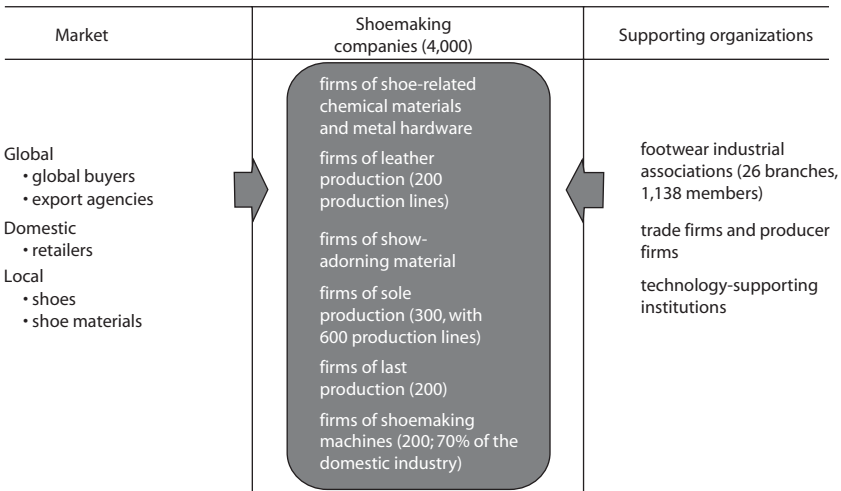 Market
Shoemaking
companies (4,000)
Supporting organizations
Global
• global buyers
• export agencies
Domestic
• retailers
Local
• shoes
• shoe materials
firms of shoe-related
chemical materials
and metal hardware
firms of leather
production (200
production lines)
firms of show-
adorning material
firms of sole
production (300, with
600 production lines)
firms of last
production (200)
firms of shoemaking
machines (200; 70% of the
domestic industry)
footwear industrial
associations (26 branches,
1,138 members)
trade firms and producer
firms
technology-supporting
institutions